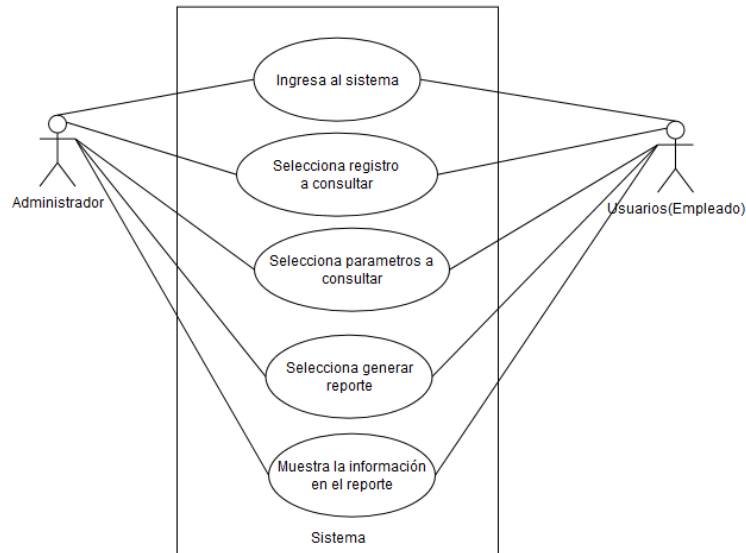 Ingresa al sistema
Selecciona registro
a consultar
Administrador
Usuarios(Empleado)
Selecciona parametros a
consultar
Selecciona generar
reporte
Muestra la información
en el reporte
Sistema